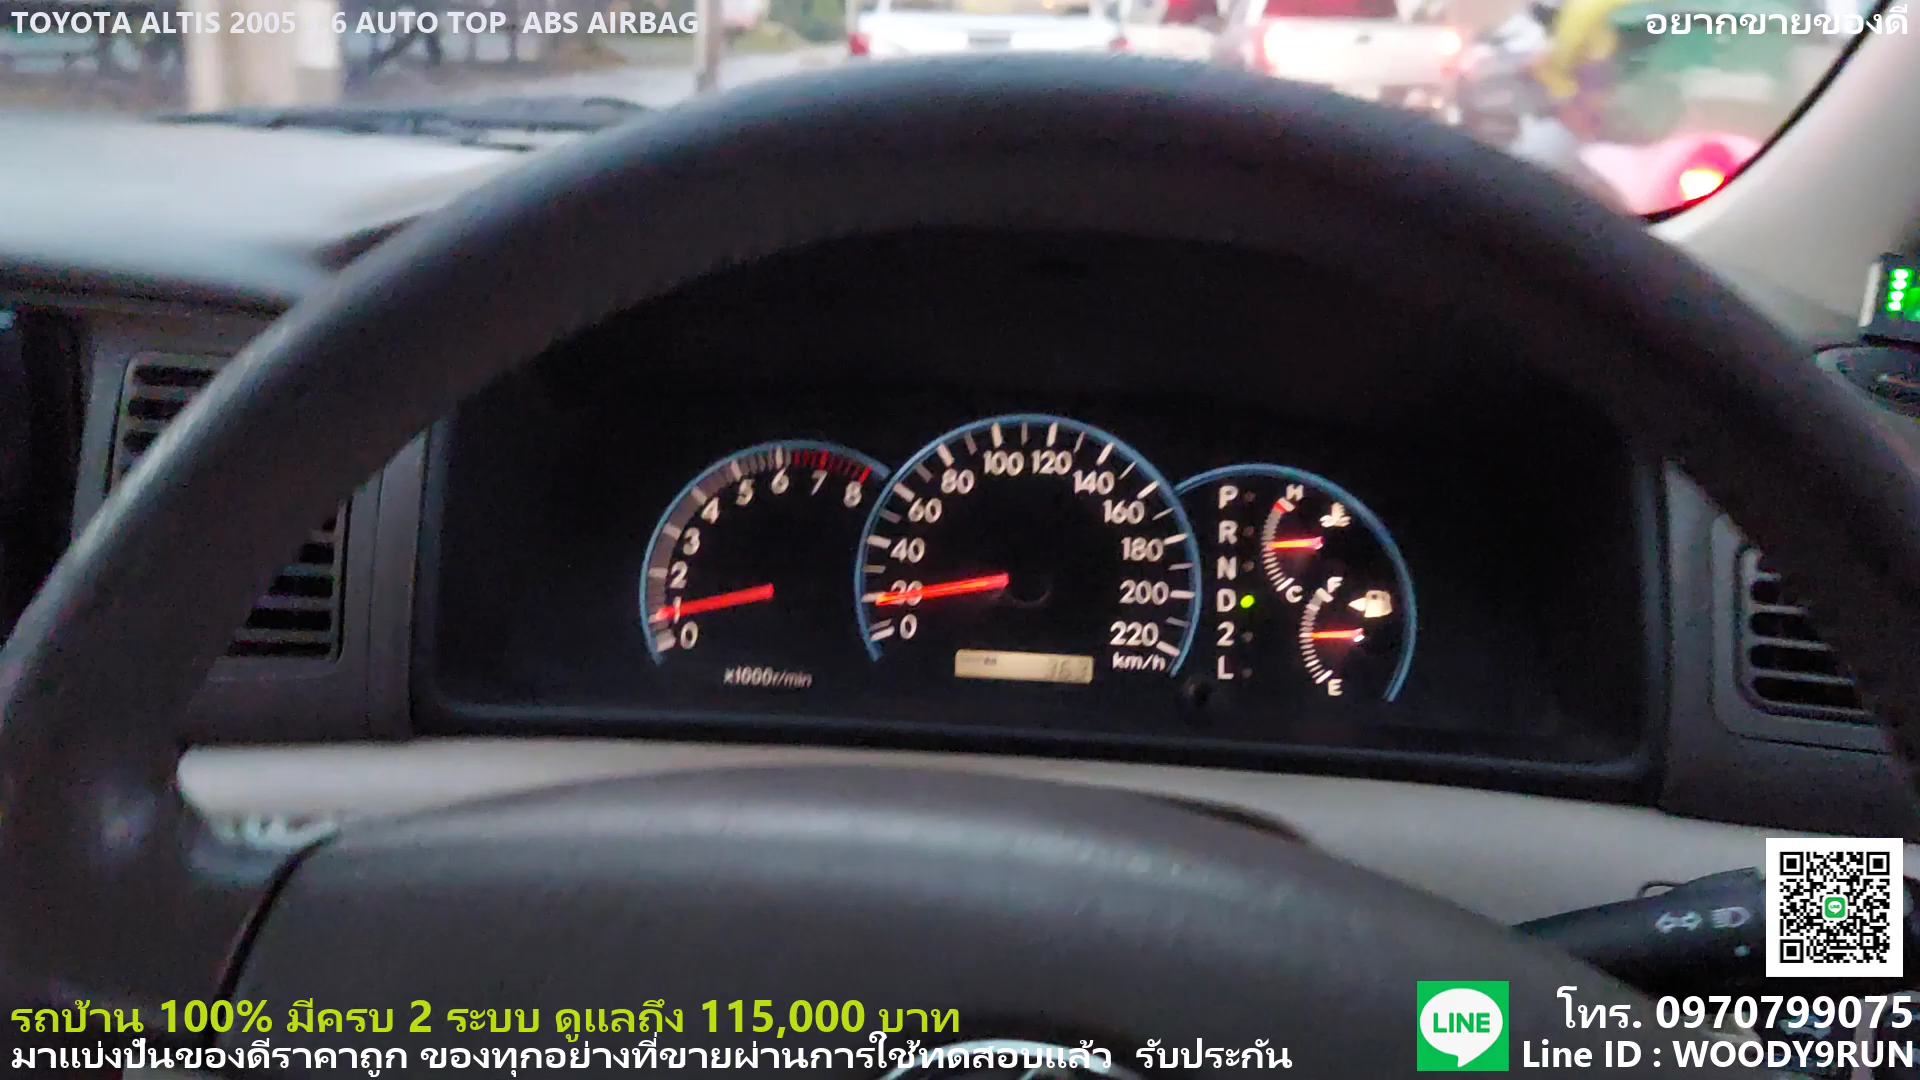 TOYOTA ALTIS 2005 1.6 AUTO TOP ABS AIRBAG
อยากขายของดี
0 1 2 3 4 5 6 7 8
x1000r/min
0 20 40 60 80 100 120 140 160 180 200 220
km/h
P
R
N
D
2
L
H
C
F
E
รถบ้าน 100% มีครบ 2 ระบบ ดูแลถึง 115,000 บาท
มาแบ่งปันของดีราคาถูก ของทุกอย่างที่ขายผ่านการใช้ทดสอบแล้ว รับประกัน
LINE
โทร. 0970799075
Line ID : WOODY9RUN